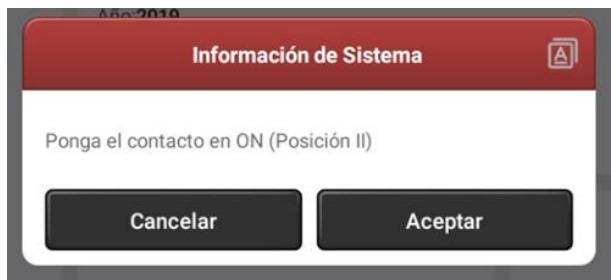 Año:2019
Información de Sistema
A
Ponga el contacto en ON (Posición II)
Cancelar
Aceptar